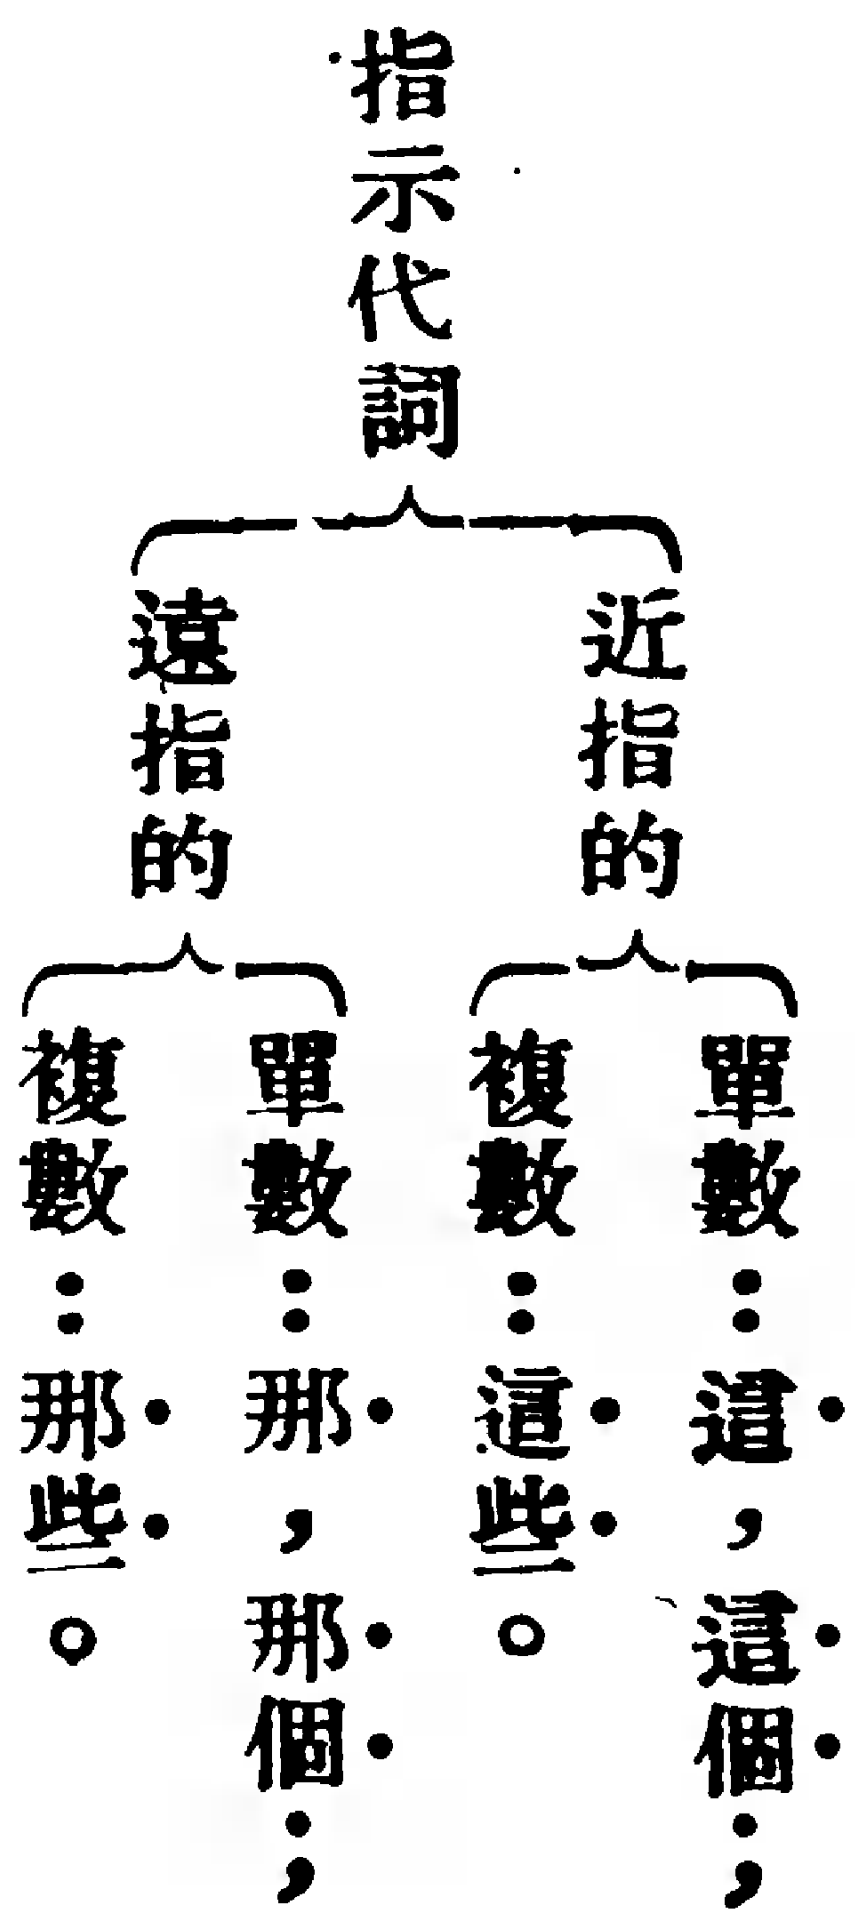 指示代詞
近指的
單數：這，這個；
複數：這些。
遠指的
單數：那，那個；
複數：那些。